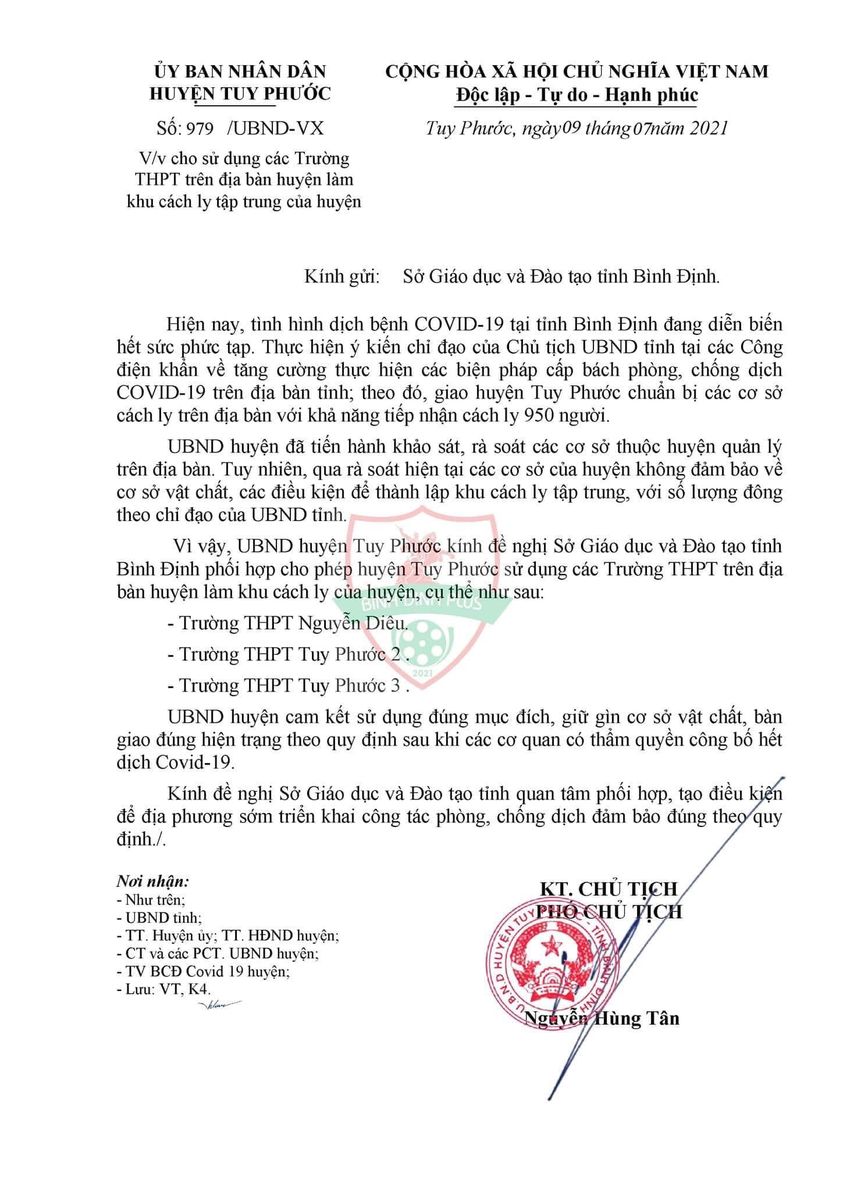 ỦY BAN NHÂN DÂN
HUYỆN TUY PHƯỚC
CỘNG HÒA XÃ HỘI CHỦ NGHĨA VIỆT NAM
Độc lập - Tự do - Hạnh phúc
Số: 979 /UBND-VX
Tuy Phước, ngày 09 tháng 07 năm 2021
V/v cho sử dụng các Trường
THPT trên địa bàn huyện làm
khu cách ly tập trung của huyện
Kính gửi: Sở Giáo dục và Đào tạo tỉnh Bình Định.
Hiện nay, tình hình dịch bệnh COVID-19 tại tỉnh Bình Định đang diễn biến
hết sức phức tạp. Thực hiện ý kiến chỉ đạo của Chủ tịch UBND tỉnh tại các Công
điện khẩn về tăng cường thực hiện các biện pháp cấp bách phòng, chống dịch
COVID-19 trên địa bàn tỉnh; theo đó, giao huyện Tuy Phước chuẩn bị các cơ sở
cách ly trên địa bàn với khả năng tiếp nhận cách ly 950 người.
UBND huyện đã tiến hành khảo sát, rà soát các cơ sở thuộc huyện quản lý
trên địa bàn. Tuy nhiên, qua rà soát hiện tại các cơ sở của huyện không đảm bảo về
cơ sở vật chất, các điều kiện để thành lập khu cách ly tập trung, với số lượng đông
theo chỉ đạo của UBND tỉnh.
Vì vậy, UBND huyện Tuy Phước kính đề nghị Sở Giáo dục và Đào tạo tỉnh
Bình Định phối hợp cho phép huyện Tuy Phước sử dụng các Trường THPT trên địa
bàn huyện làm khu cách ly của huyện, cụ thể như sau:
BÌNH ĐỊNH PLUS
- Trường THPT Nguyễn Diêu.
- Trường THPT Tuy Phước 2 .
2021
- Trường THPT Tuy Phước 3 .
UBND huyện cam kết sử dụng đúng mục đích, giữ gìn cơ sở vật chất, bàn
giao đúng hiện trạng theo quy định sau khi các cơ quan có thẩm quyền công bố hết
dịch Covid-19.
Kính đề nghị Sở Giáo dục và Đào tạo tỉnh quan tâm phối hợp, tạo điều kiện
để địa phương sớm triển khai công tác phòng, chống dịch đảm bảo đúng theo quy
định./.
Nơi nhận:
- Như trên;
- UBND tỉnh;
- TT. Huyện ủy; TT. HĐND huyện;
- CT và các PCT. UBND huyện;
- TV BCĐ Covid 19 huyện;
- Lưu: VT, K4.
KT. CHỦ TỊCH
PHÓ CHỦ TỊCH
U.B.N.D HUYỆN TUY PHƯỚC - TỈNH BÌNH ĐỊNH
Nguyễn Hùng Tân